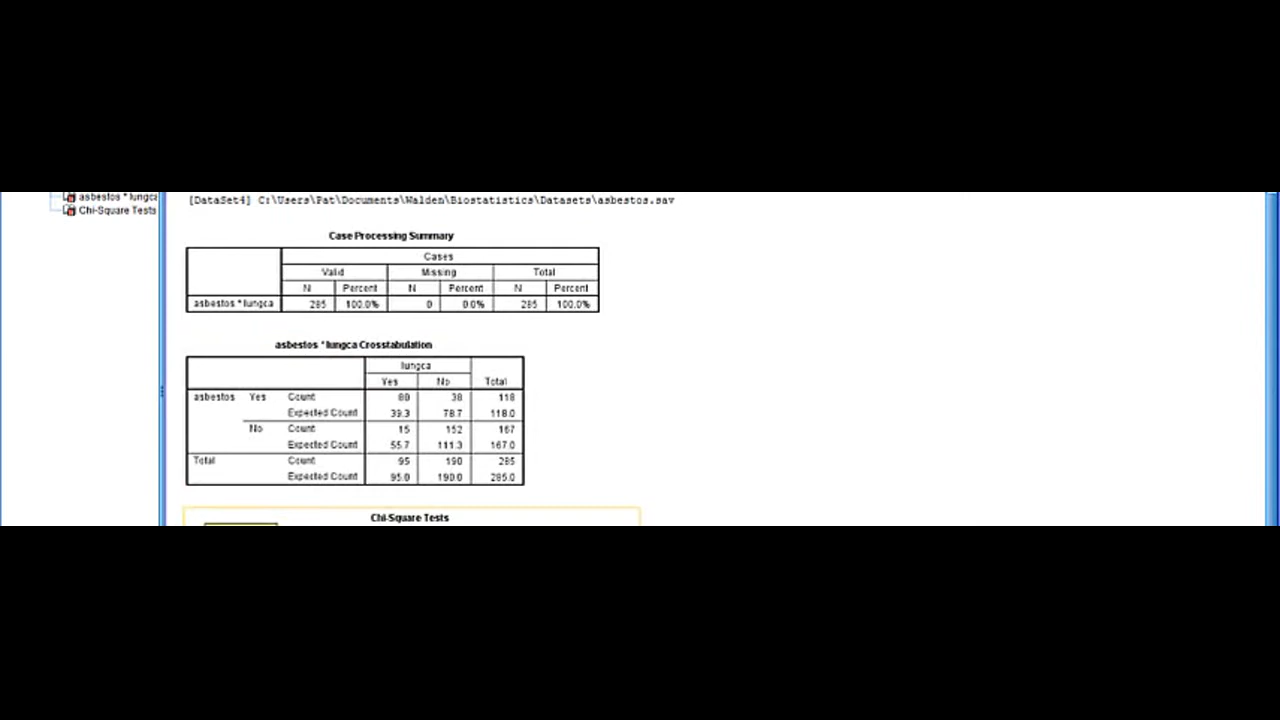 asbestos * lungca
Chi-Square Tests
[DataSet4] C:\Users\Pat\Documents\Walden\Biostatistics\Datasets\asbestos.sav
Case Processing Summary
Cases
Valid Missing Total
N Percent N Percent N Percent
asbestos * lungca 285 100.0% 0 0.0% 285 100.0%
asbestos * lungca Crosstabulation
lungca
Yes No Total
asbestos Yes Count 80 38 118
Expected Count 39.3 78.7 118.0
No Count 15 152 167
Expected Count 55.7 111.3 167.0
Total Count 95 190 285
Expected Count 95.0 190.0 285.0
Chi-Square Tests